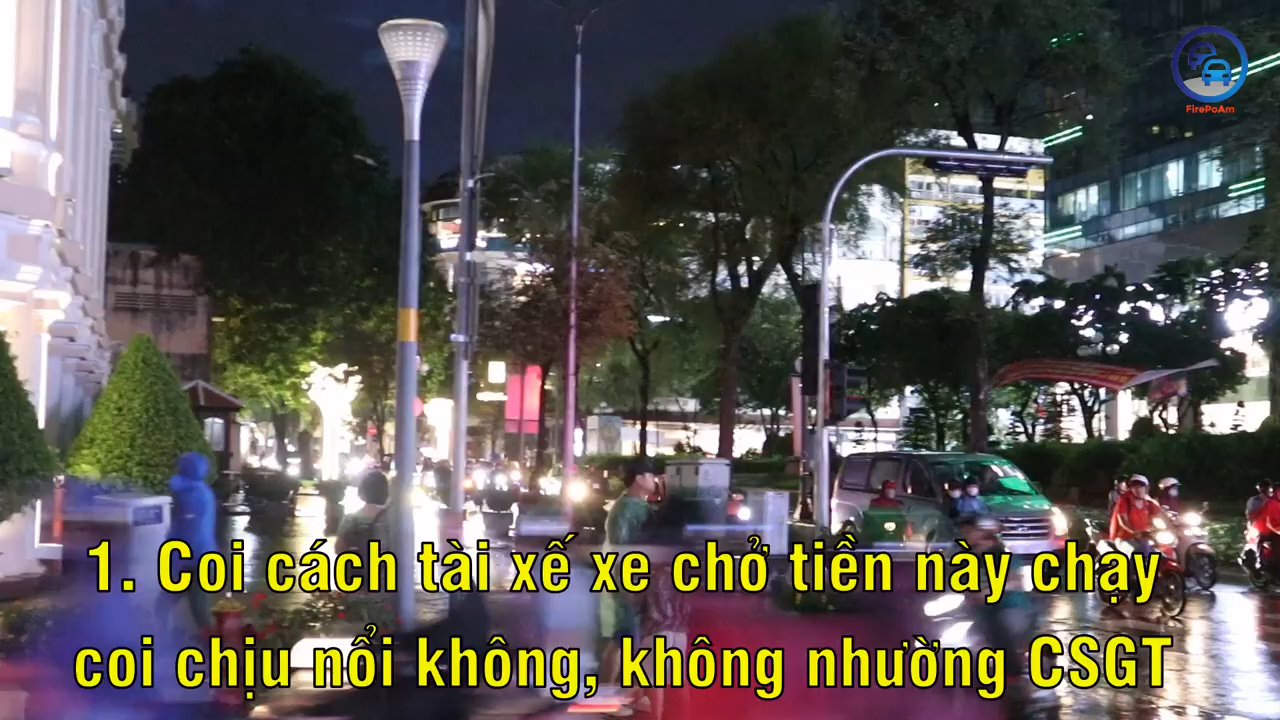 FirePoAm
1. Coi cách tài xế xe chở tiền này chạy
coi chịu nổi không, không nhường CSGT